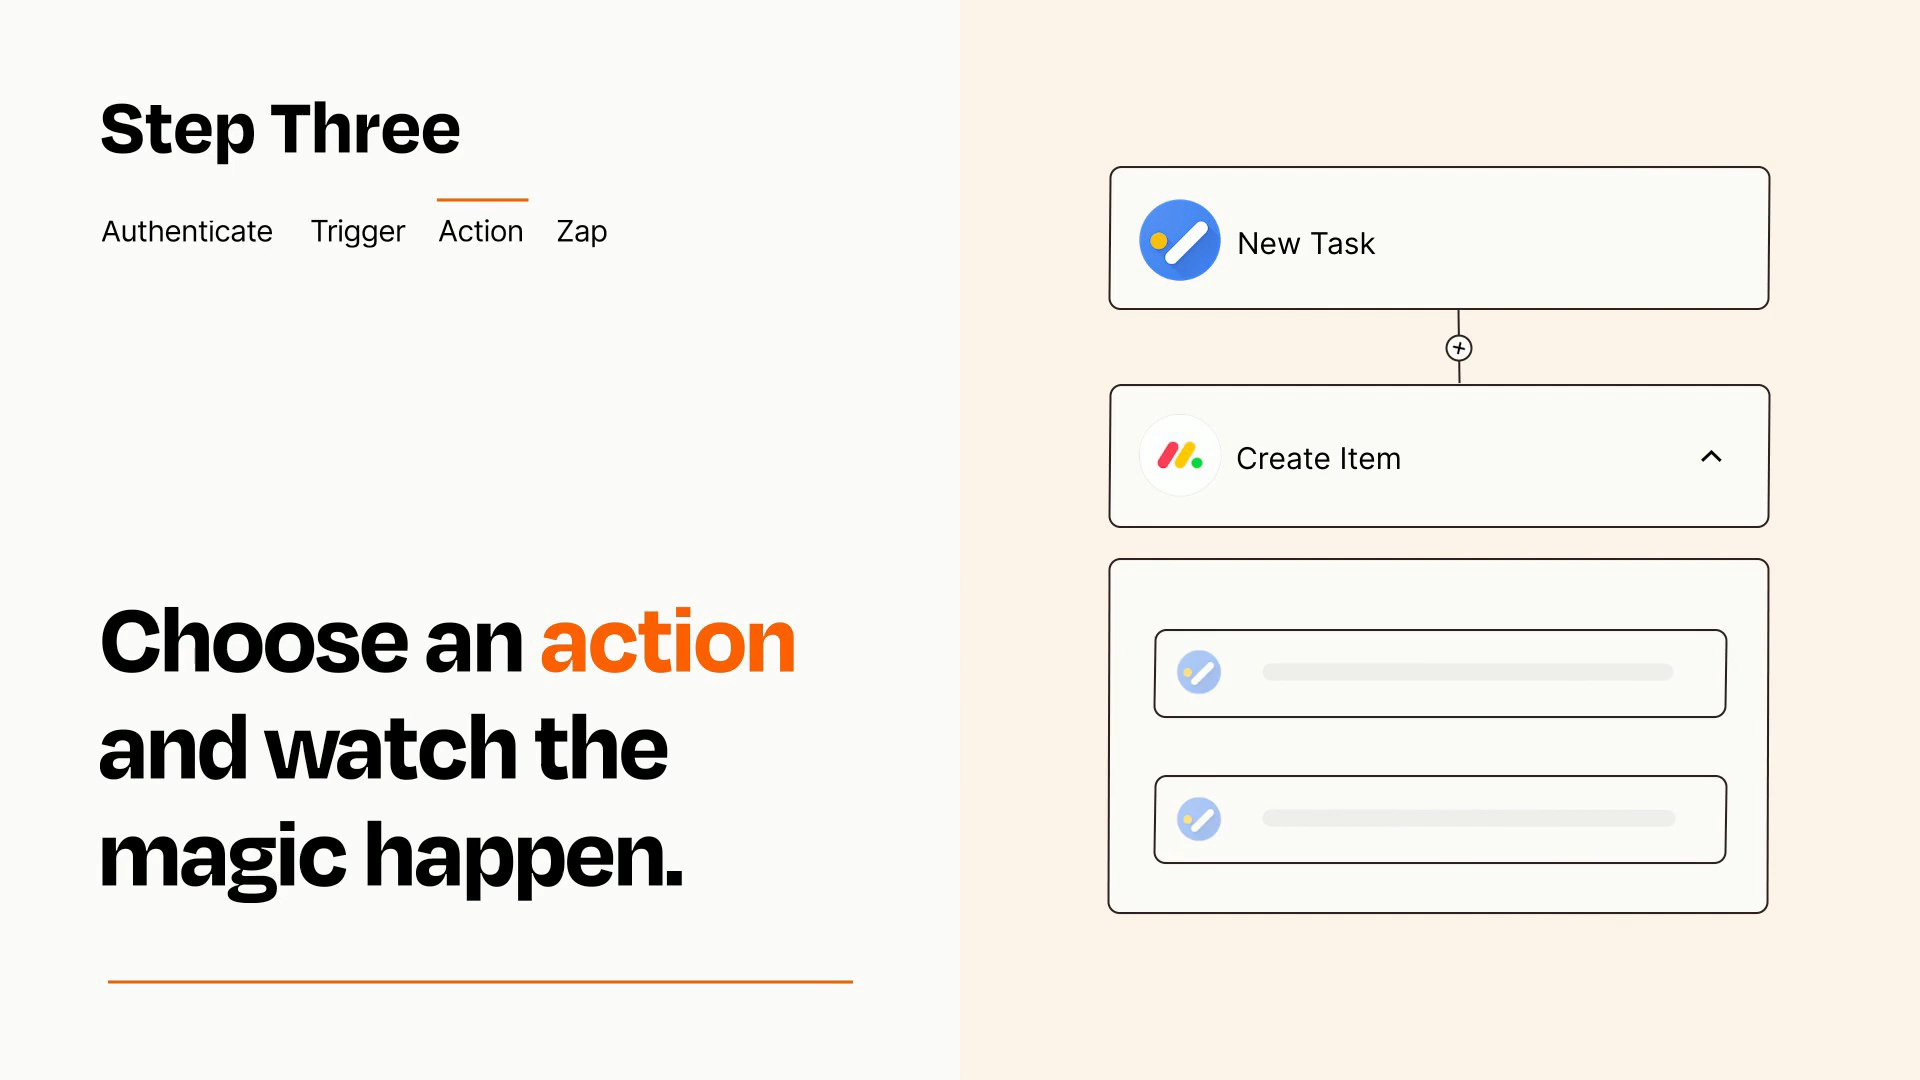 Step Three
Authenticate Trigger Action Zap
Choose an action
and watch the
magic happen.
New Task
Create Item